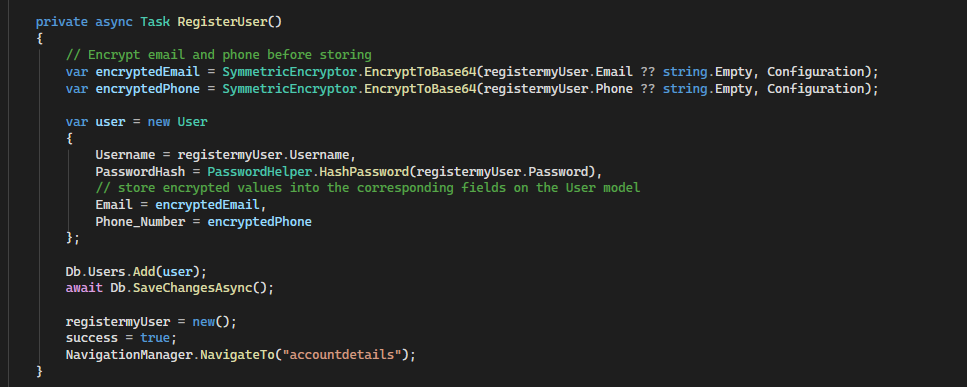 private async Task RegisterUser()
{
    // Encrypt email and phone before storing
    var encryptedEmail = SymmetricEncryptor.EncryptToBase64(registermyUser.Email ?? string.Empty, Configuration);
    var encryptedPhone = SymmetricEncryptor.EncryptToBase64(registermyUser.Phone ?? string.Empty, Configuration);

    var user = new User
    {
        Username = registermyUser.Username,
        PasswordHash = PasswordHelper.HashPassword(registermyUser.Password),
        // store encrypted values into the corresponding fields on the User model
        Email = encryptedEmail,
        Phone_Number = encryptedPhone
    };

    Db.Users.Add(user);
    await Db.SaveChangesAsync();

    registermyUser = new();
    success = true;
    NavigationManager.NavigateTo("accountdetails");
}